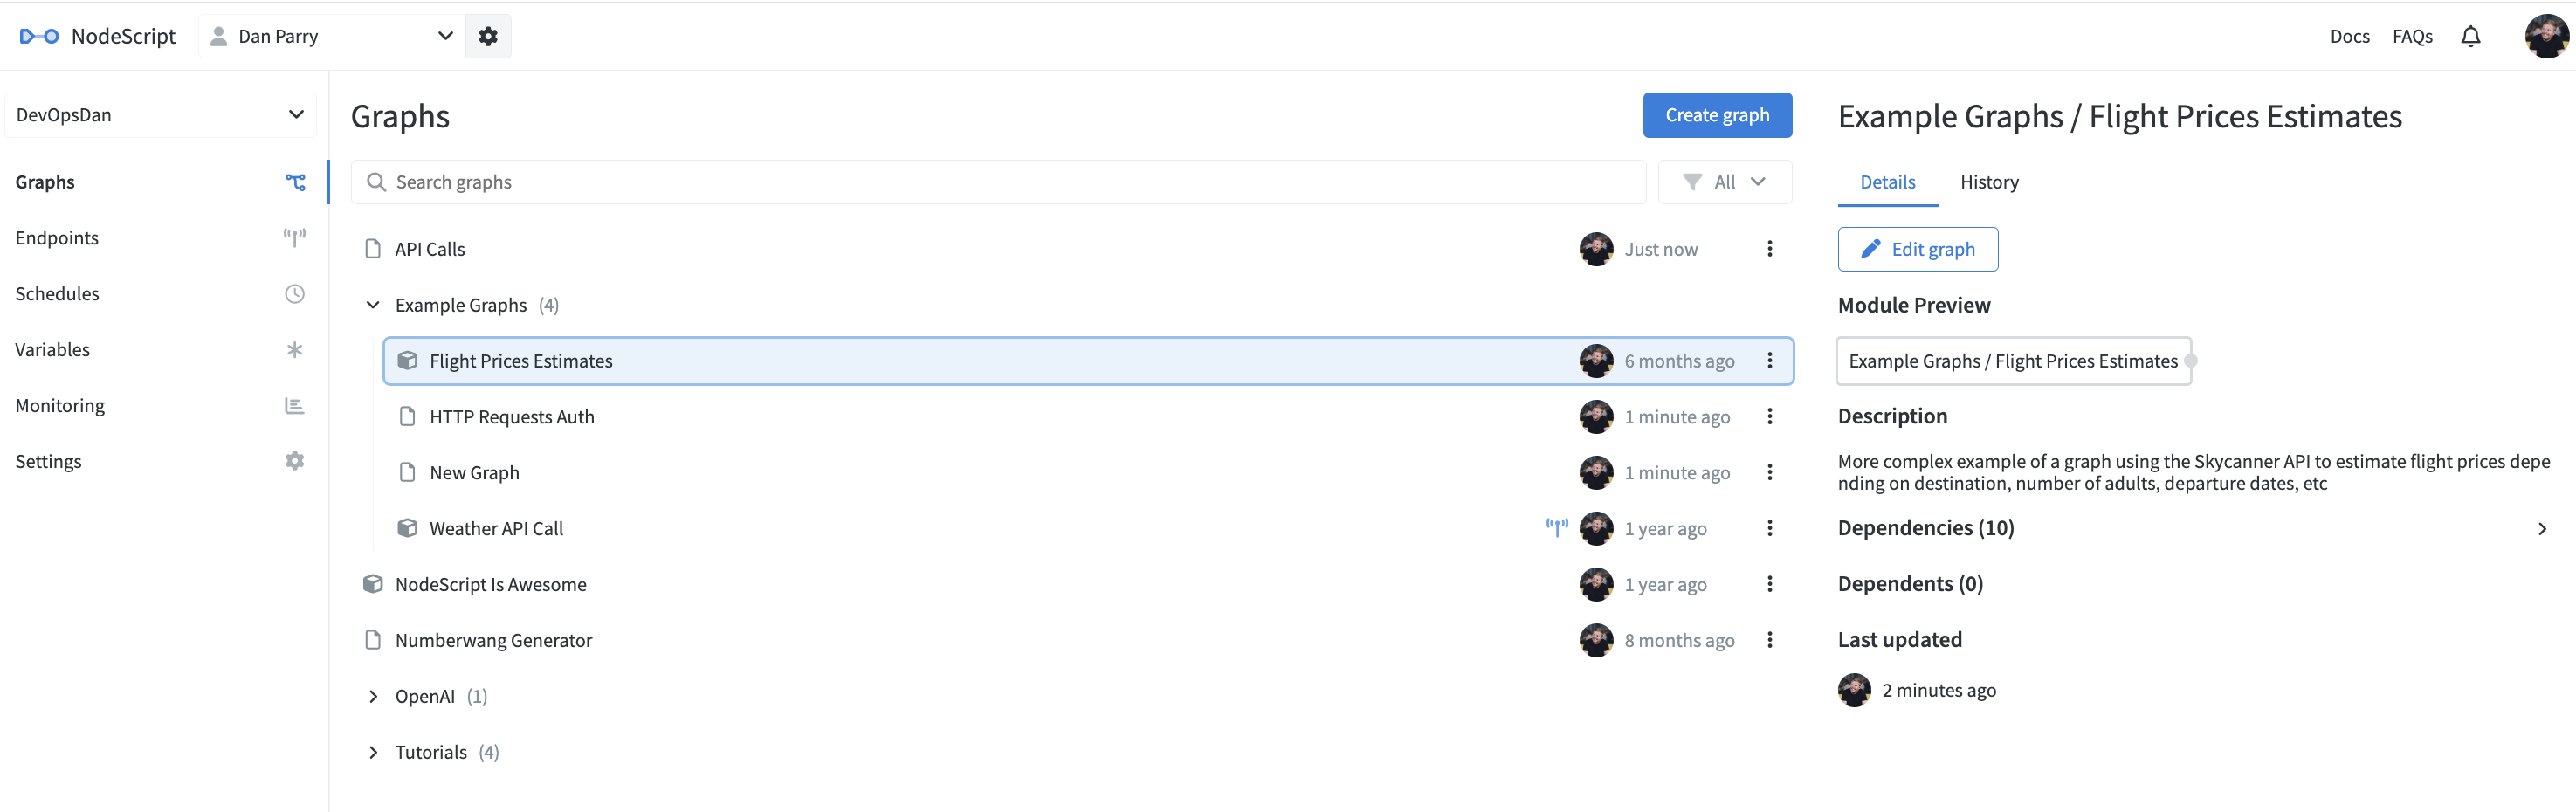 NodeScript
Dan Parry
Docs
FAQs
DevOpsDan
Graphs
Endpoints
Schedules
Variables
Monitoring
Settings
Graphs
Create graph
Search graphs
All
API Calls
Just now
Example Graphs (4)
Flight Prices Estimates
6 months ago
HTTP Requests Auth
1 minute ago
New Graph
1 minute ago
Weather API Call
1 year ago
NodeScript Is Awesome
1 year ago
Numberwang Generator
8 months ago
OpenAI (1)
Tutorials (4)
Example Graphs / Flight Prices Estimates
Details
History
Edit graph
Module Preview
Example Graphs / Flight Prices Estimates
Description
More complex example of a graph using the Skycanner API to estimate flight prices depe
nding on destination, number of adults, departure dates, etc
Dependencies (10)
Dependents (0)
Last updated
2 minutes ago